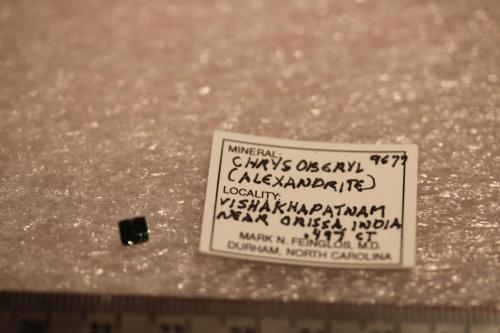 MINERAL: 9677
CHRYSOBERYL
(ALEXANDRITE)
LOCALITY:
VISHAKHAPATNAM
NEAR ORISSA, INDIA
.497 CT
MARK N. FEINGLOS, M.D.
DURHAM, NORTH CAROLINA